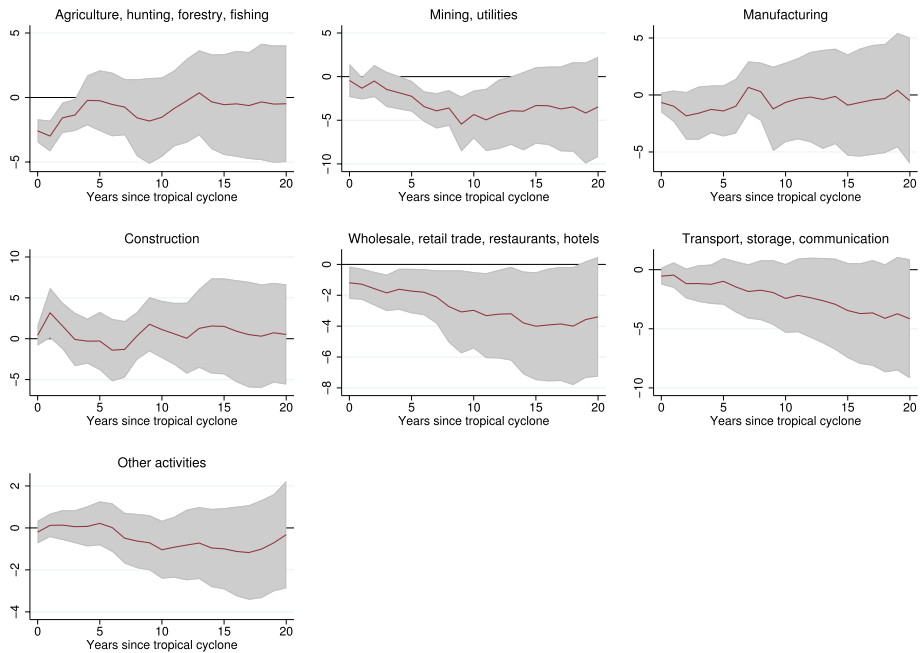 Agriculture, hunting, forestry, fishing
5
0
−5
0 5 10 15 20
Years since tropical cyclone
Mining, utilities
5
0
−5
−10
0 5 10 15 20
Years since tropical cyclone
Manufacturing
5
0
−5
0 5 10 15 20
Years since tropical cyclone
Construction
10
5
0
−5
0 5 10 15 20
Years since tropical cyclone
Wholesale, retail trade, restaurants, hotels
0
−2
−4
−6
−8
0 5 10 15 20
Years since tropical cyclone
Transport, storage, communication
0
−5
−10
0 5 10 15 20
Years since tropical cyclone
Other activities
2
0
−2
−4
0 5 10 15 20
Years since tropical cyclone